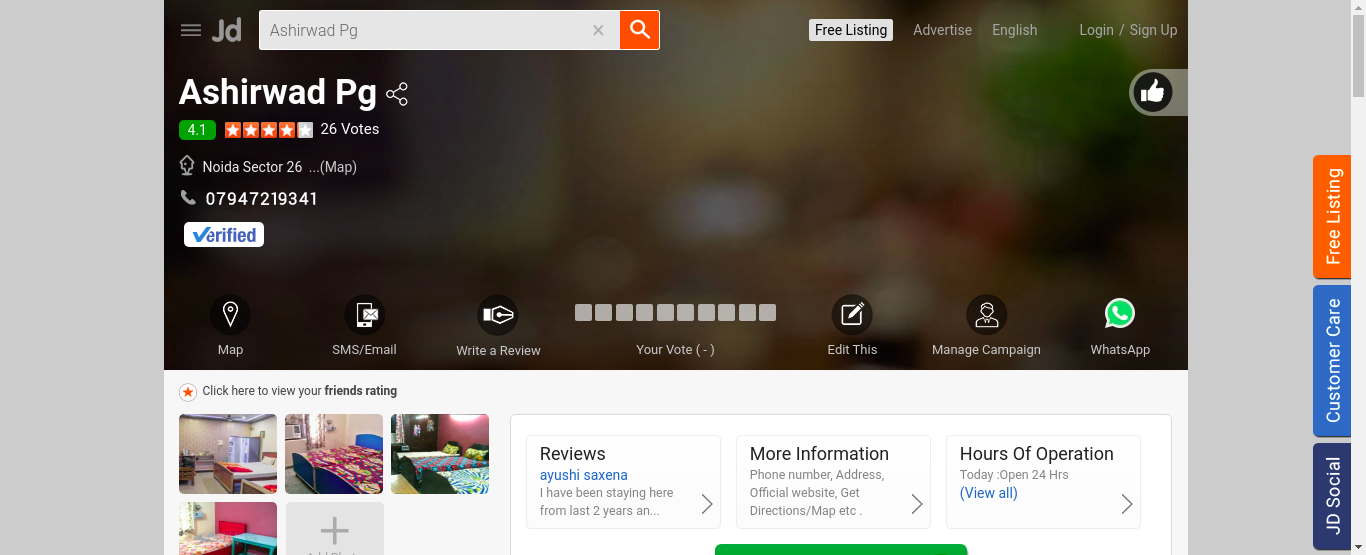 Jd
Ashirwad Pg
Free Listing
Advertise
English
Login / Sign Up
Ashirwad Pg
4.1
26 Votes
Noida Sector 26 ...(Map)
07947219341
Verified
Map
SMS/Email
Write a Review
Your Vote ( - )
Edit This
Manage Campaign
WhatsApp
Free Listing
Customer Care
JD Social
Click here to view your friends rating
Reviews
ayushi saxena
I have been staying here
from last 2 years an...
More Information
Phone number, Address,
Official website, Get
Directions/Map etc .
Hours Of Operation
Today :Open 24 Hrs
(View all)